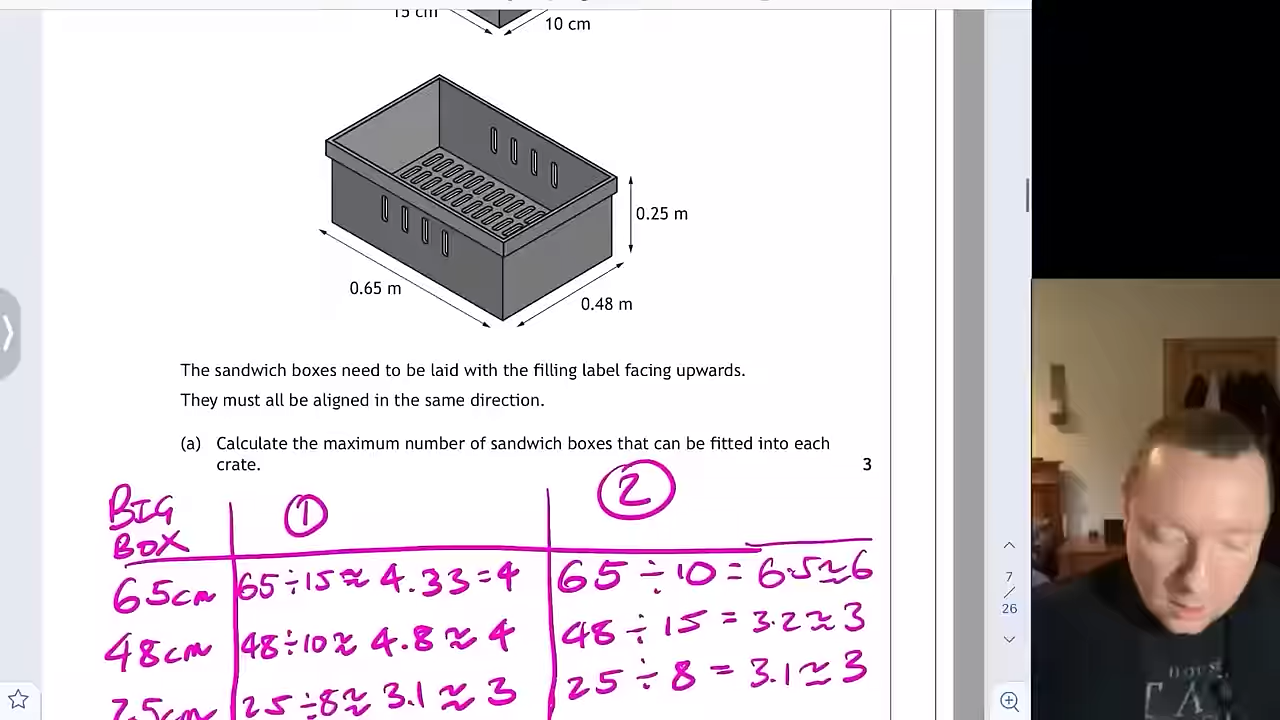 15 cm
10 cm
0.25 m
0.65 m
0.48 m
The sandwich boxes need to be laid with the filling label facing upwards.
They must all be aligned in the same direction.
(a) Calculate the maximum number of sandwich boxes that can be fitted into each
crate.
3
BIG
BOX
1
2
65cm 65÷15≈ 4.33=4 65÷10= 6.5≈6
48cm 48÷10≈ 4.8≈ 4 48÷15= 3.2≈3
25cm 25÷8≈ 3.1≈ 3 25÷8= 3.1≈3
7
/
26